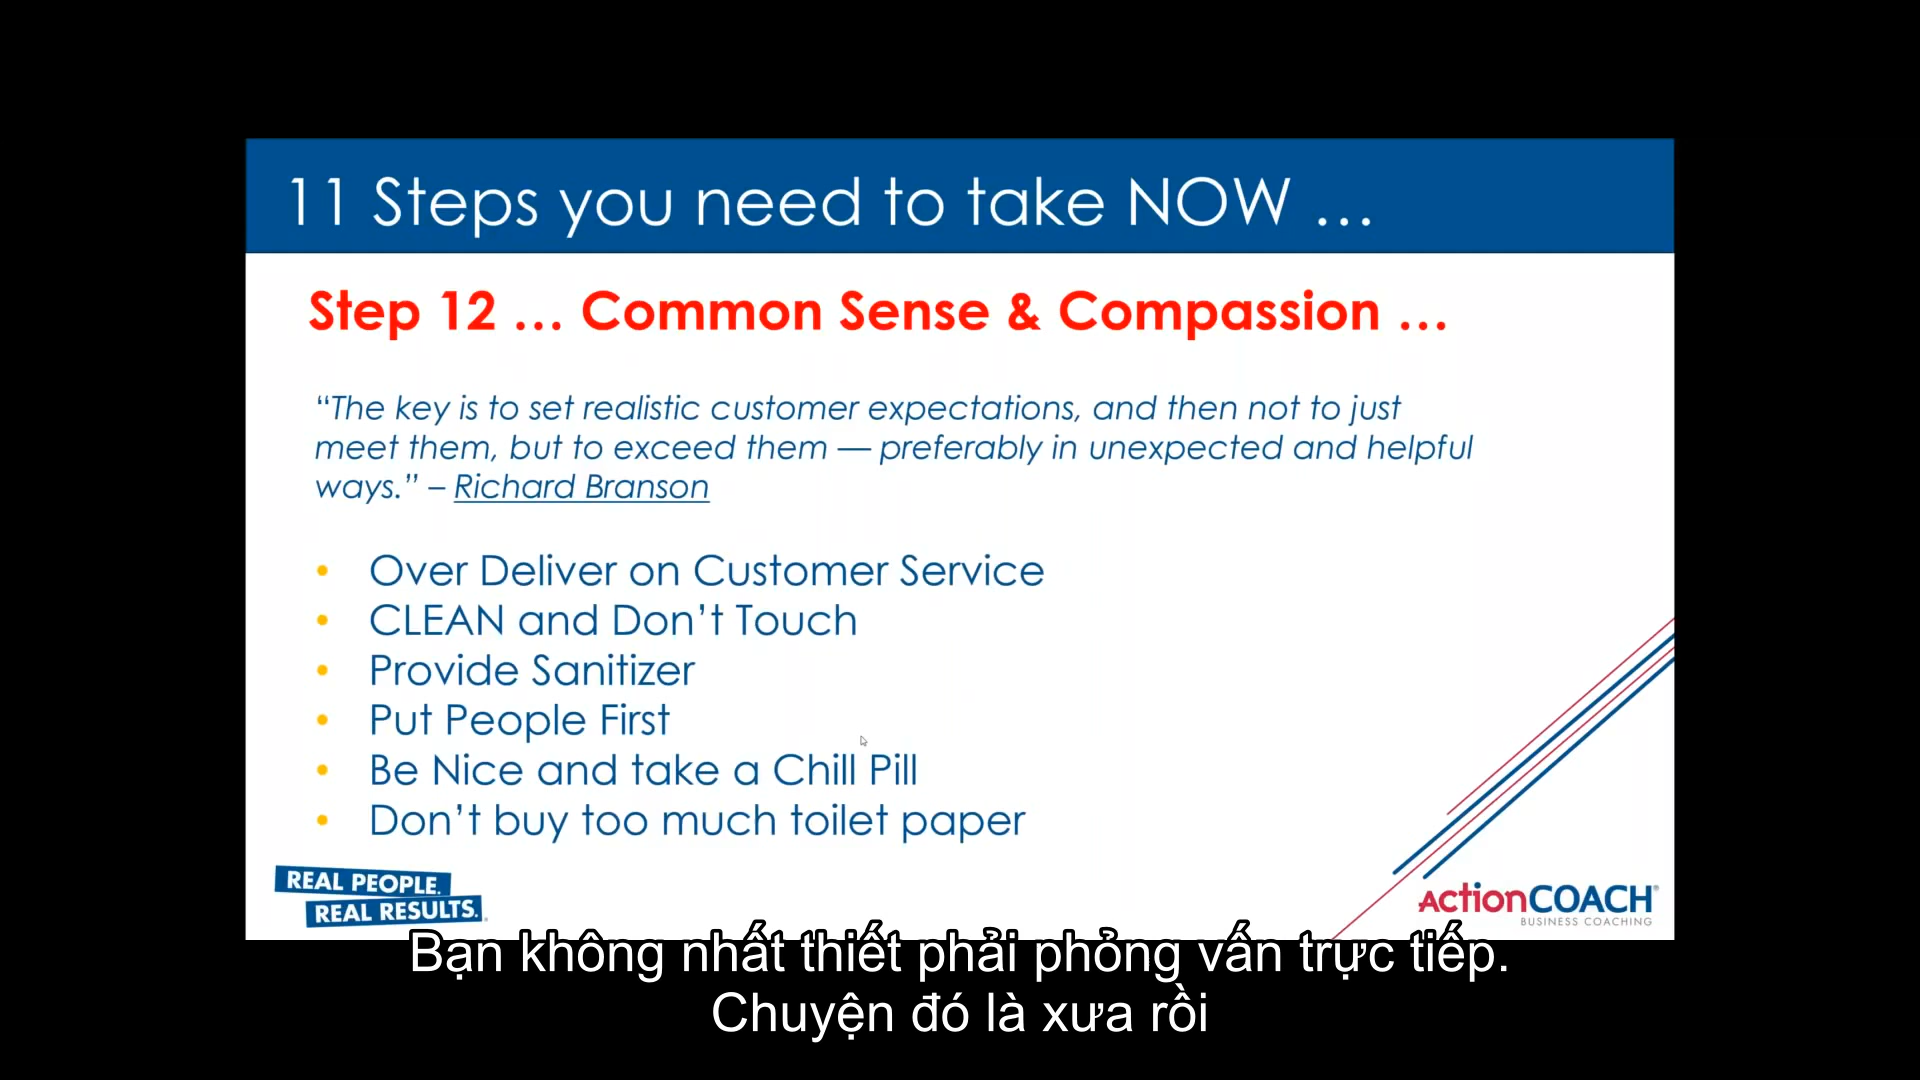 11 Steps you need to take NOW …
Step 12 … Common Sense & Compassion …
“The key is to set realistic customer expectations, and then not to just
meet them, but to exceed them — preferably in unexpected and helpful
ways.” – Richard Branson
• Over Deliver on Customer Service
• CLEAN and Don’t Touch
• Provide Sanitizer
• Put People First
• Be Nice and take a Chill Pill
• Don’t buy too much toilet paper
REAL PEOPLE.
REAL RESULTS.
ActionCOACH®
BUSINESS COACHING
Bạn không nhất thiết phải phỏng vấn trực tiếp.
Chuyện đó là xưa rồi